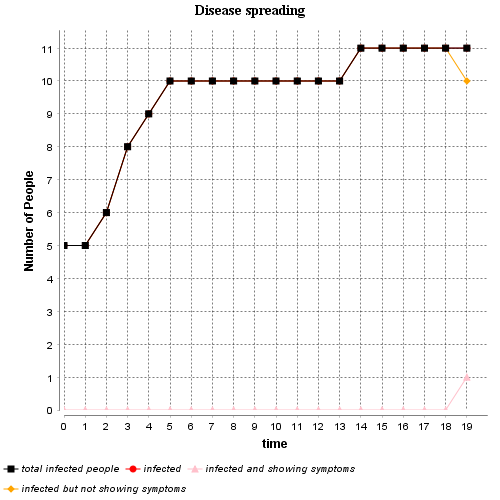 Disease spreading
Number of People
11
10
9
8
7
6
5
4
3
2
1
0
0 1 2 3 4 5 6 7 8 9 10 11 12 13 14 15 16 17 18 19
time
total infected people infected infected and showing symptoms
infected but not showing symptoms